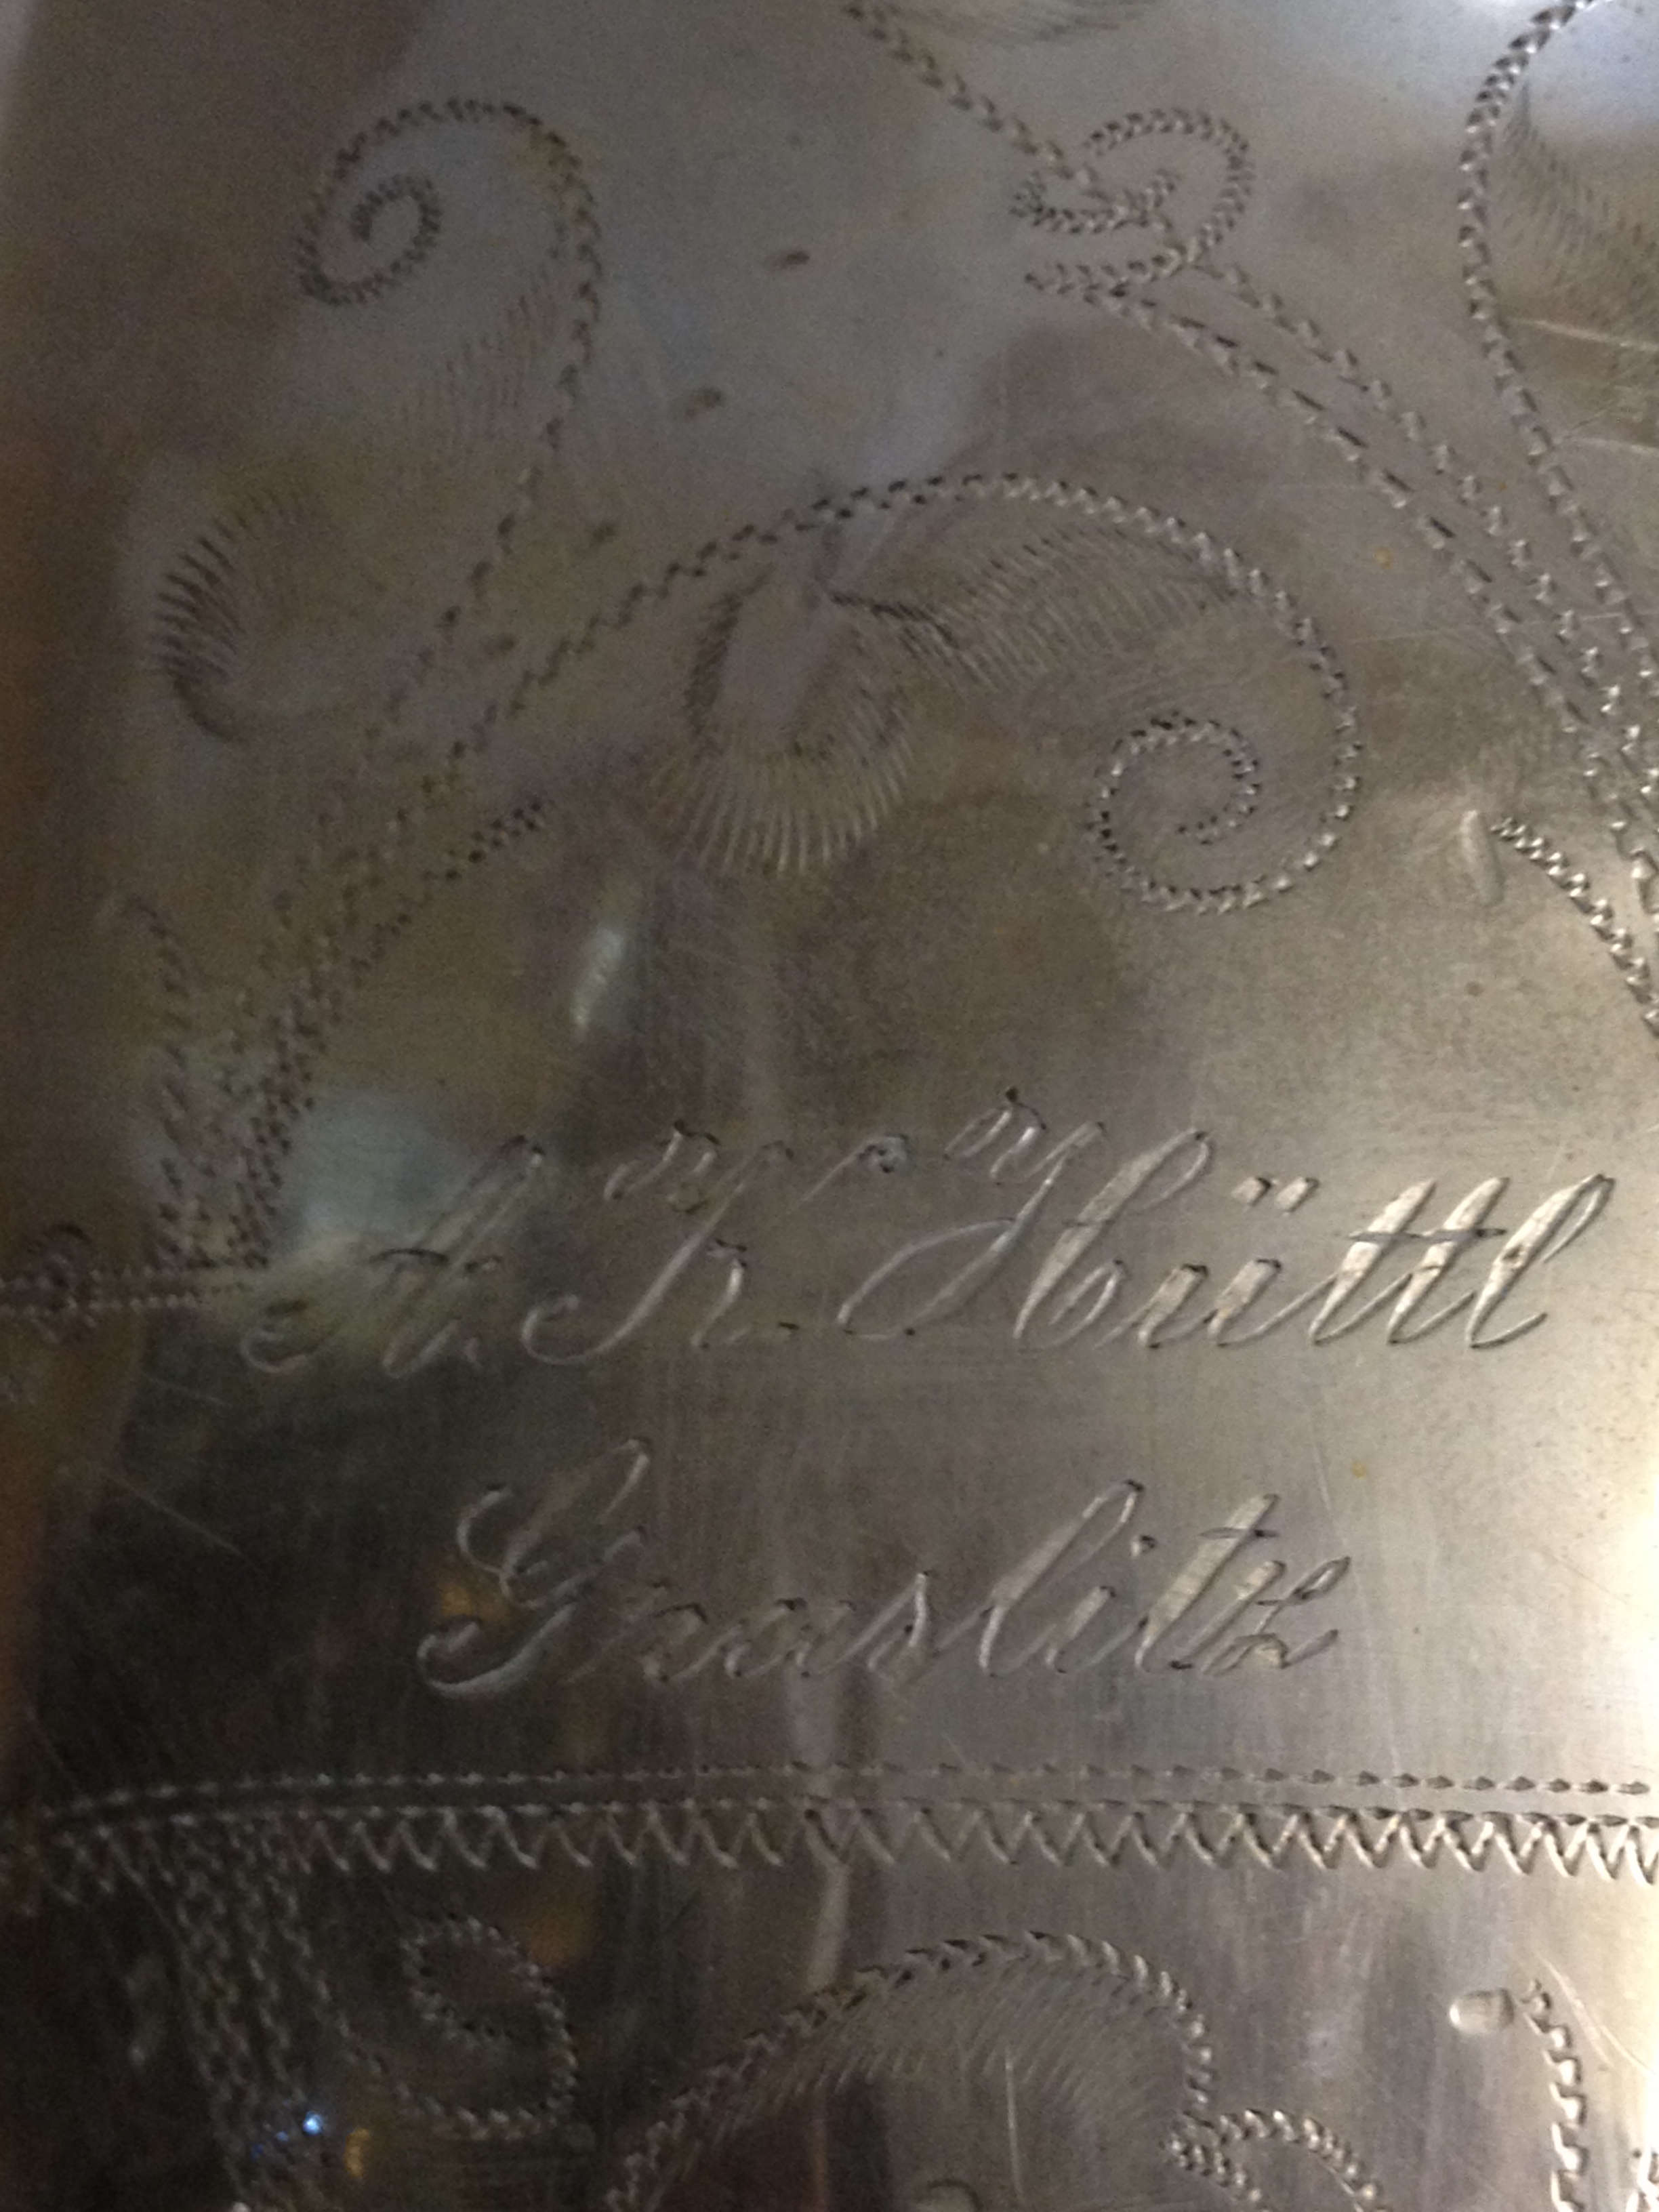 A. K. Hüttl
Graslitz